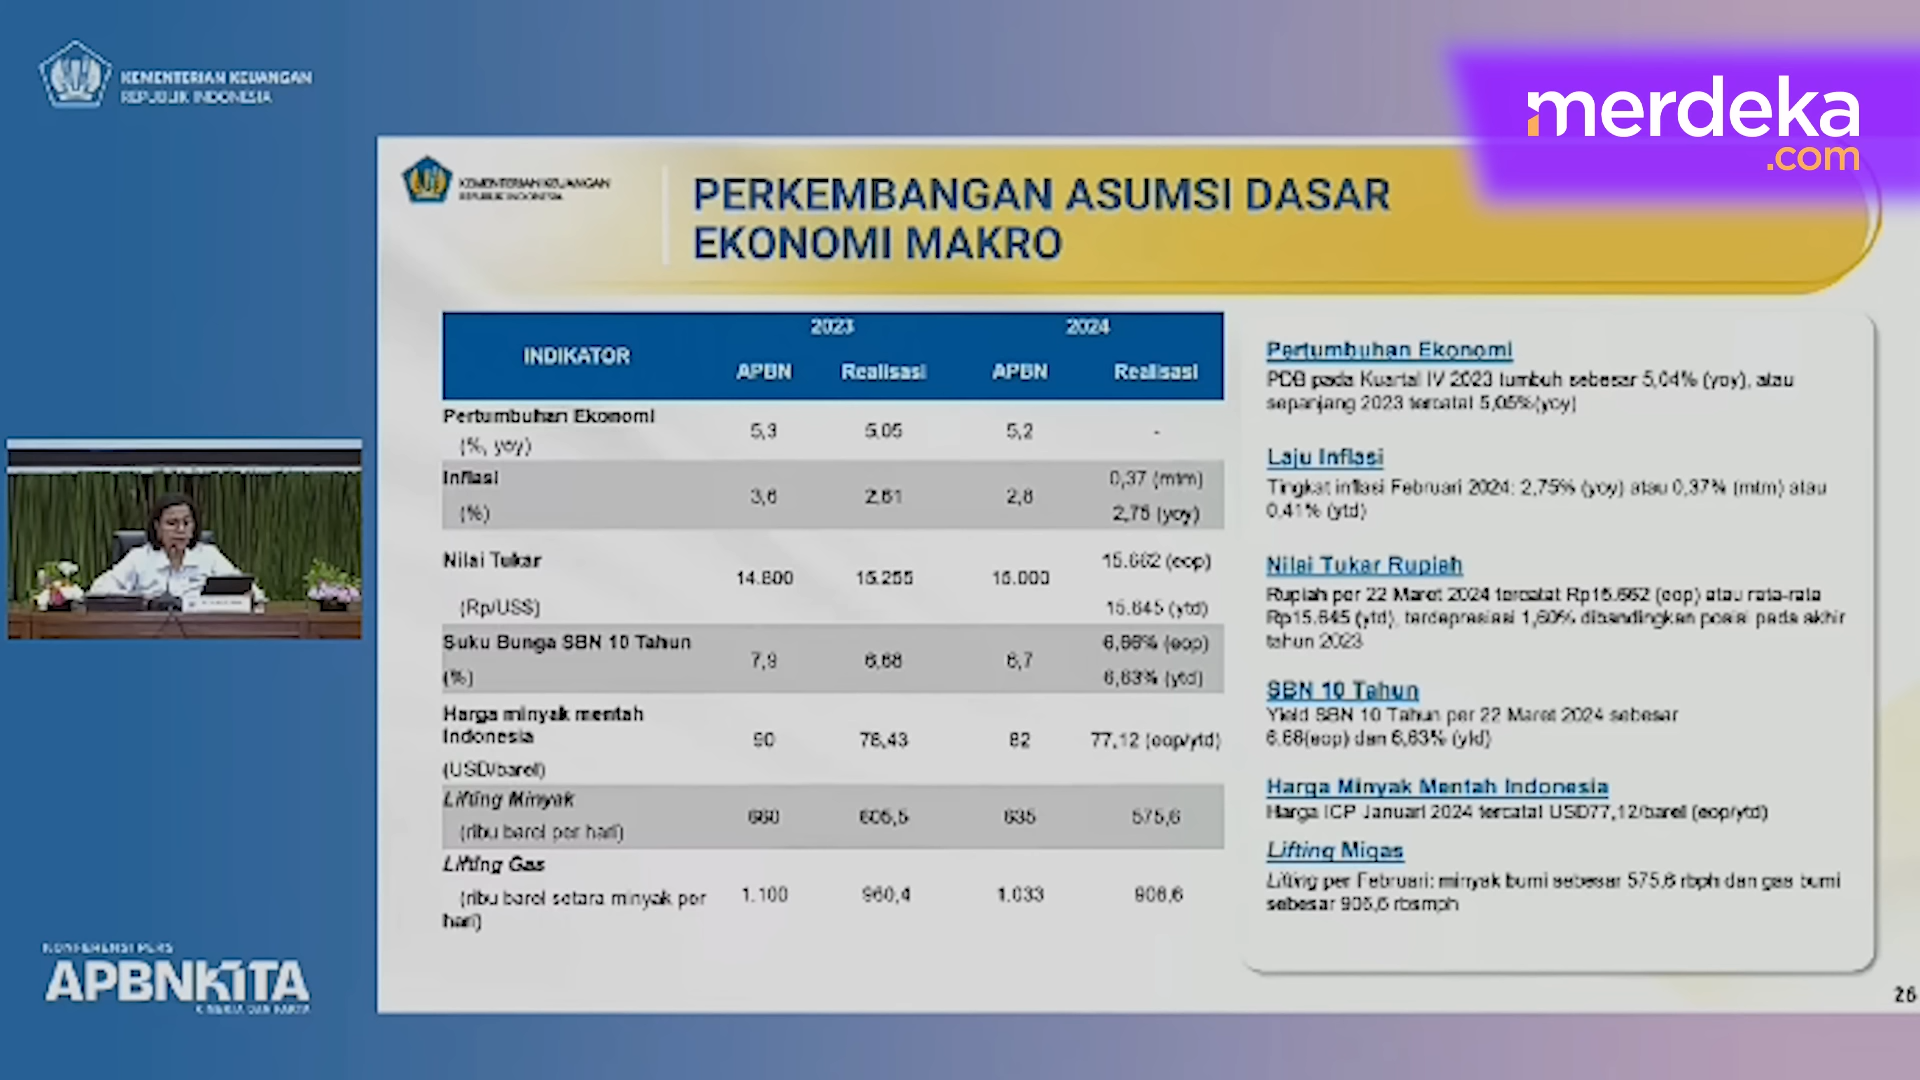 KEMENTERIAN KEUANGAN
REPUBLIK INDONESIA
merdeka
.com
KEMENTERIAN KEUANGAN
REPUBLIK INDONESIA
PERKEMBANGAN ASUMSI DASAR
EKONOMI MAKRO
INDIKATOR
2023
2024
APBN
Realisasi
APBN
Realisasi
Pertumbuhan Ekonomi
(%, yoy)
5,3
5,05
5,2
-
Inflasi
(%)
3,6
2,61
2,8
0,37 (mtm)
2,75 (yoy)
Nilai Tukar
(Rp/US$)
14.800
15.255
15.000
15.662 (eop)
15.645 (ytd)
Suku Bunga SBN 10 Tahun
(%)
7,9
6,68
6,7
6,66% (eop)
6,63% (ytd)
Harga minyak mentah
Indonesia
(USD/barel)
90
78,43
82
77,12 (eop/ytd)
Lifting Minyak
(ribu barel per hari)
660
605,5
635
575,6
Lifting Gas
(ribu barel setara minyak per
hari)
1.100
960,4
1.033
906,6
Pertumbuhan Ekonomi
PDB pada Kuartal IV 2023 tumbuh sebesar 5,04% (yoy), atau
sepanjang 2023 tercatat 5,05%(yoy)
Laju Inflasi
Tingkat inflasi Februari 2024: 2,75% (yoy) atau 0,37% (mtm) atau
0,41% (ytd)
Nilai Tukar Rupiah
Rupiah per 22 Maret 2024 tercatat Rp15.662 (eop) atau rata-rata
Rp15.645 (ytd), terdepresiasi 1,60% dibandingkan posisi pada akhir
tahun 2023
SBN 10 Tahun
Yield SBN 10 Tahun per 22 Maret 2024 sebesar
6.66(eop) dan 6,63% (ytd)
Harga Minyak Mentah Indonesia
Harga ICP Januari 2024 tercatat USD77,12/barel (eop/ytd)
Lifting Migas
Lifting per Februari: minyak bumi sebesar 575,6 rbph dan gas bumi
sebesar 906,6 rbsmph
KONFERENSI PERS
APBNKiTA
KINERJA DAN FAKTA
26